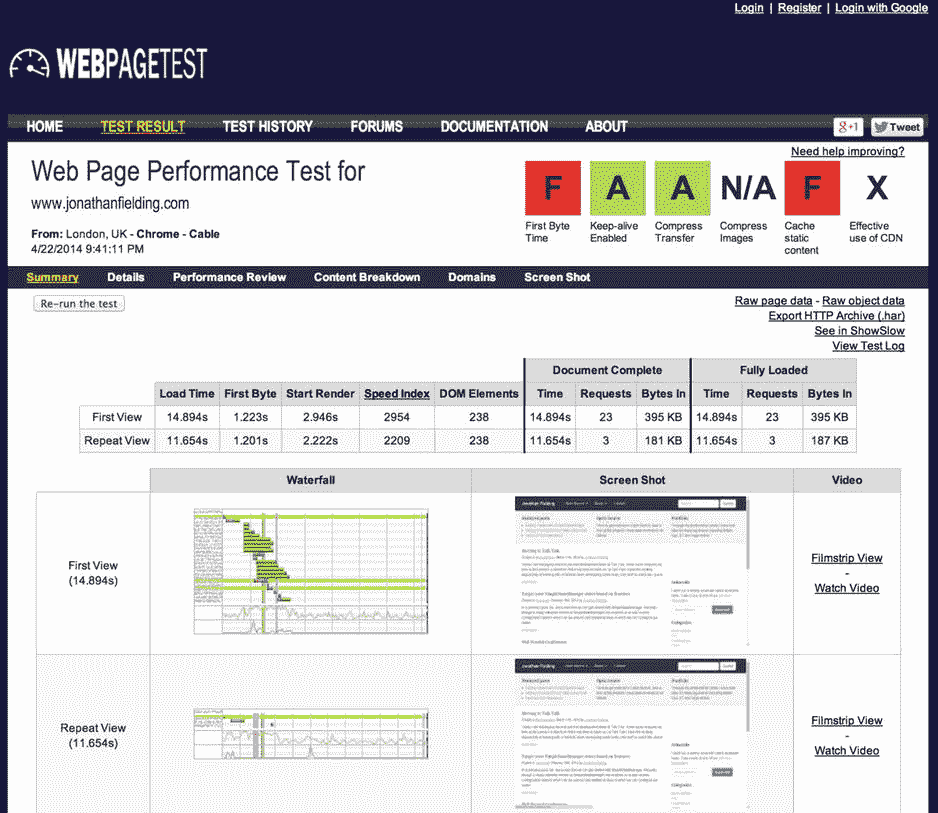 Login | Register | Login with Google
WEBPAGETEST
HOME TEST RESULT TEST HISTORY FORUMS DOCUMENTATION ABOUT
g+1 Tweet
Need help improving?
Web Page Performance Test for
www.jonathanfielding.com
From: London, UK - Chrome - Cable
4/22/2014 9:41:11 PM
F A A N/A F X
First Byte Time
Keep-alive Enabled
Compress Transfer
Compress Images
Cache static content
Effective use of CDN
Summary Details Performance Review Content Breakdown Domains Screen Shot
Re-run the test
Raw page data - Raw object data
Export HTTP Archive (.har)
See in ShowSlow
View Test Log
Document Complete Fully Loaded
Load Time First Byte Start Render Speed Index DOM Elements Time Requests Bytes In Time Requests Bytes In
First View 14.894s 1.223s 2.946s 2954 238 14.894s 23 395 KB 14.894s 23 395 KB
Repeat View 11.654s 1.201s 2.222s 2209 238 11.654s 3 181 KB 11.654s 3 187 KB
Waterfall Screen Shot Video
First View
(14.894s)
Filmstrip View
-
Watch Video
Repeat View
(11.654s)
Filmstrip View
-
Watch Video